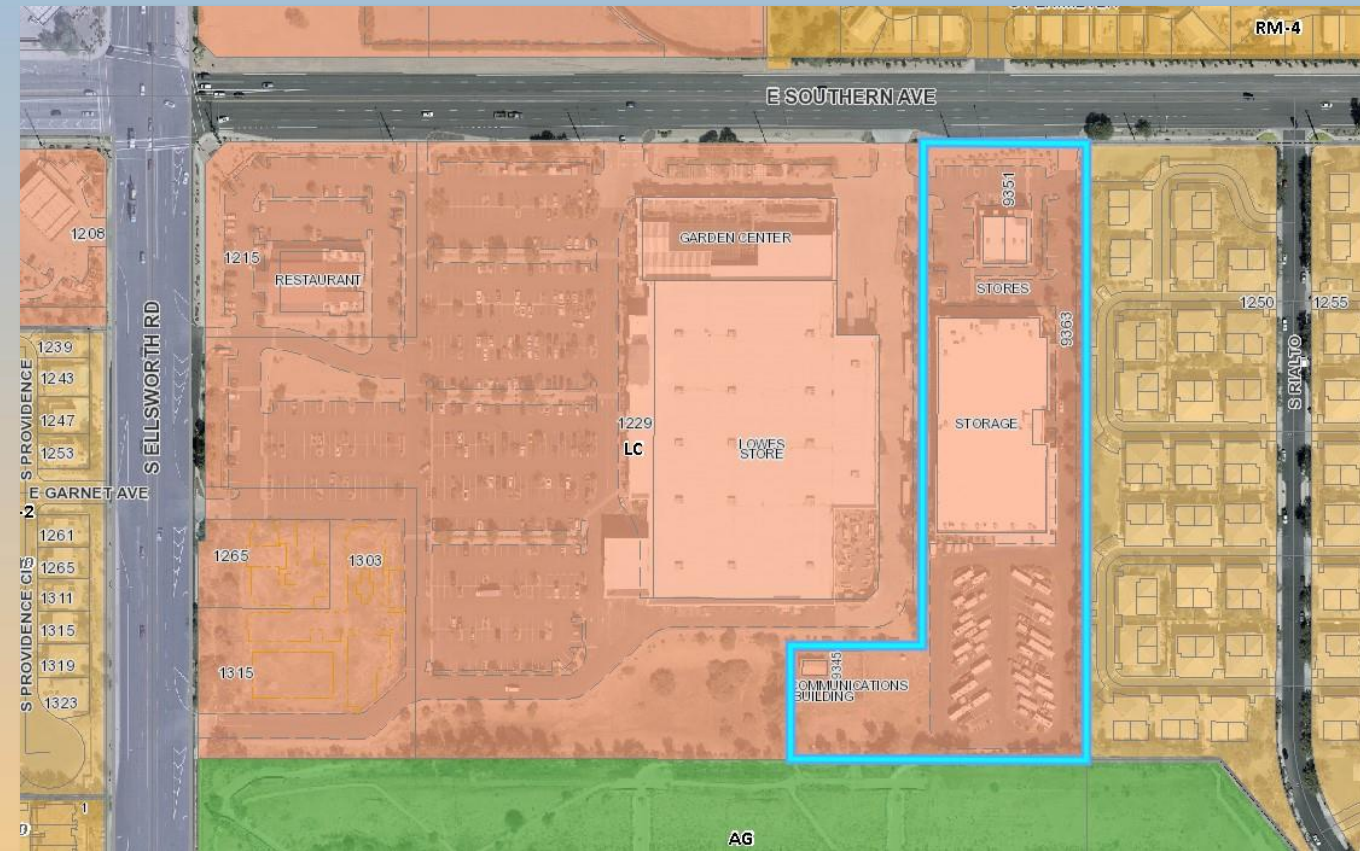 RM-4
E SOUTHERN AVE
1208
S ELLSWORTH RD
1215
RESTAURANT
GARDEN CENTER
9351
STORES
9363
1250
1255
S RIALTO
1239
1243
1247
1253
S PROVIDENCE
E GARNET AVE
-2
1229
LC
LOWES
STORE
STORAGE
1261
1265
1311
1315
1319
1323
S PROVIDENCE CIR
1265
1303
1315
9345
COMMUNICATIONS
BUILDING
1
AG